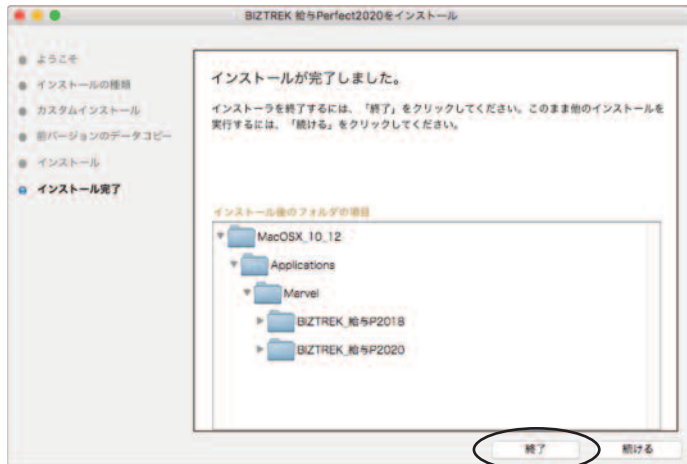 BIZTREK 給与Perfect2020をインストール
ようこそ
インストールの種類
カスタムインストール
前バージョンのデータコピー
インストール
インストール完了
インストールが完了しました。
インストーラを終了するには、「終了」をクリックしてください。このまま他のインストールを
実行するには、「続ける」をクリックしてください。
インストール後のフォルダの項目
MacOSX_10_12
Applications
Marvel
BIZTREK_給与P2018
BIZTREK_給与P2020
終了
続ける